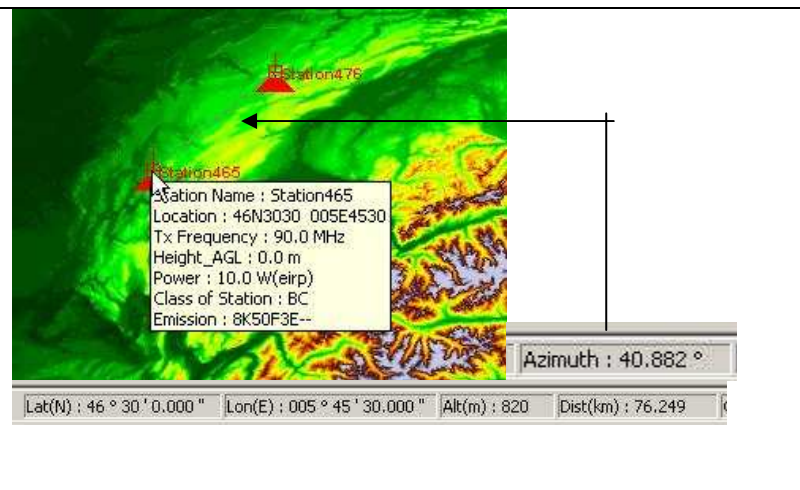 Station476
Station465
Station Name : Station465
Location : 46N3030 005E4530
Tx Frequency : 90.0 MHz
Height_AGL : 0.0 m
Power : 10.0 W(eirp)
Class of Station : BC
Emission : 8K50F3E--
Azimuth : 40.882 °
Lat(N) : 46 ° 30 ' 0.000 " Lon(E) : 005 ° 45 ' 30.000 " Alt(m) : 820 Dist(km) : 76.249